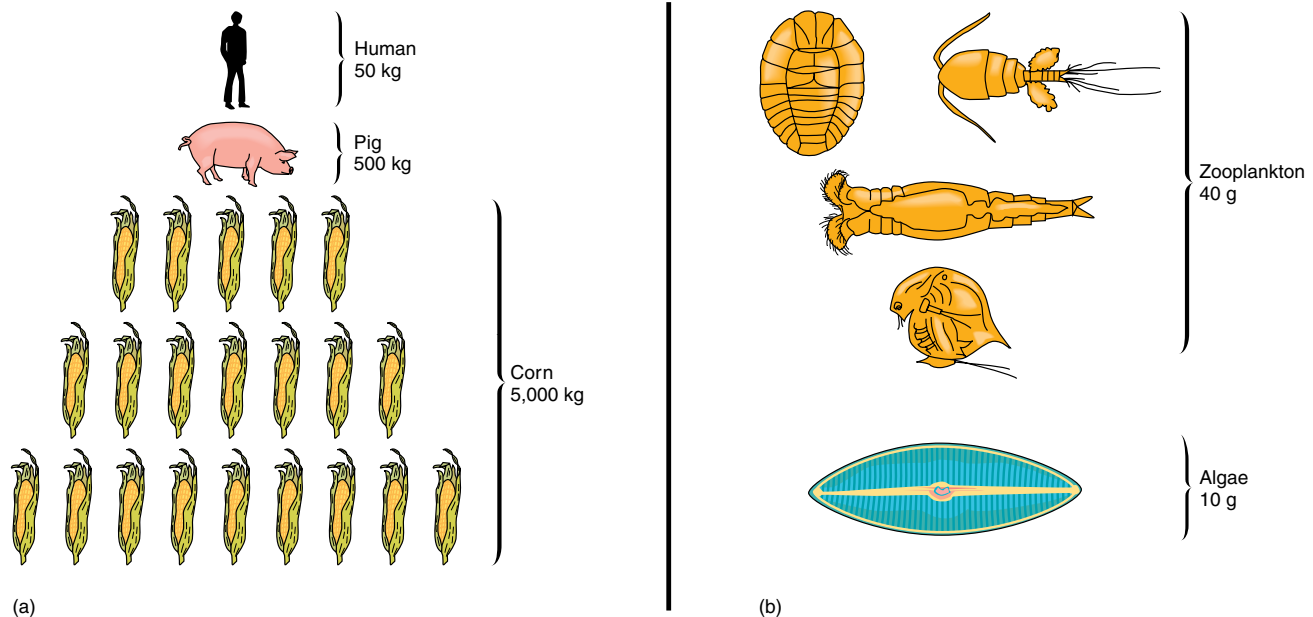 Human
50 kg
Pig
500 kg
Corn
5,000 kg
(a)
Zooplankton
40 g
Algae
10 g
(b)